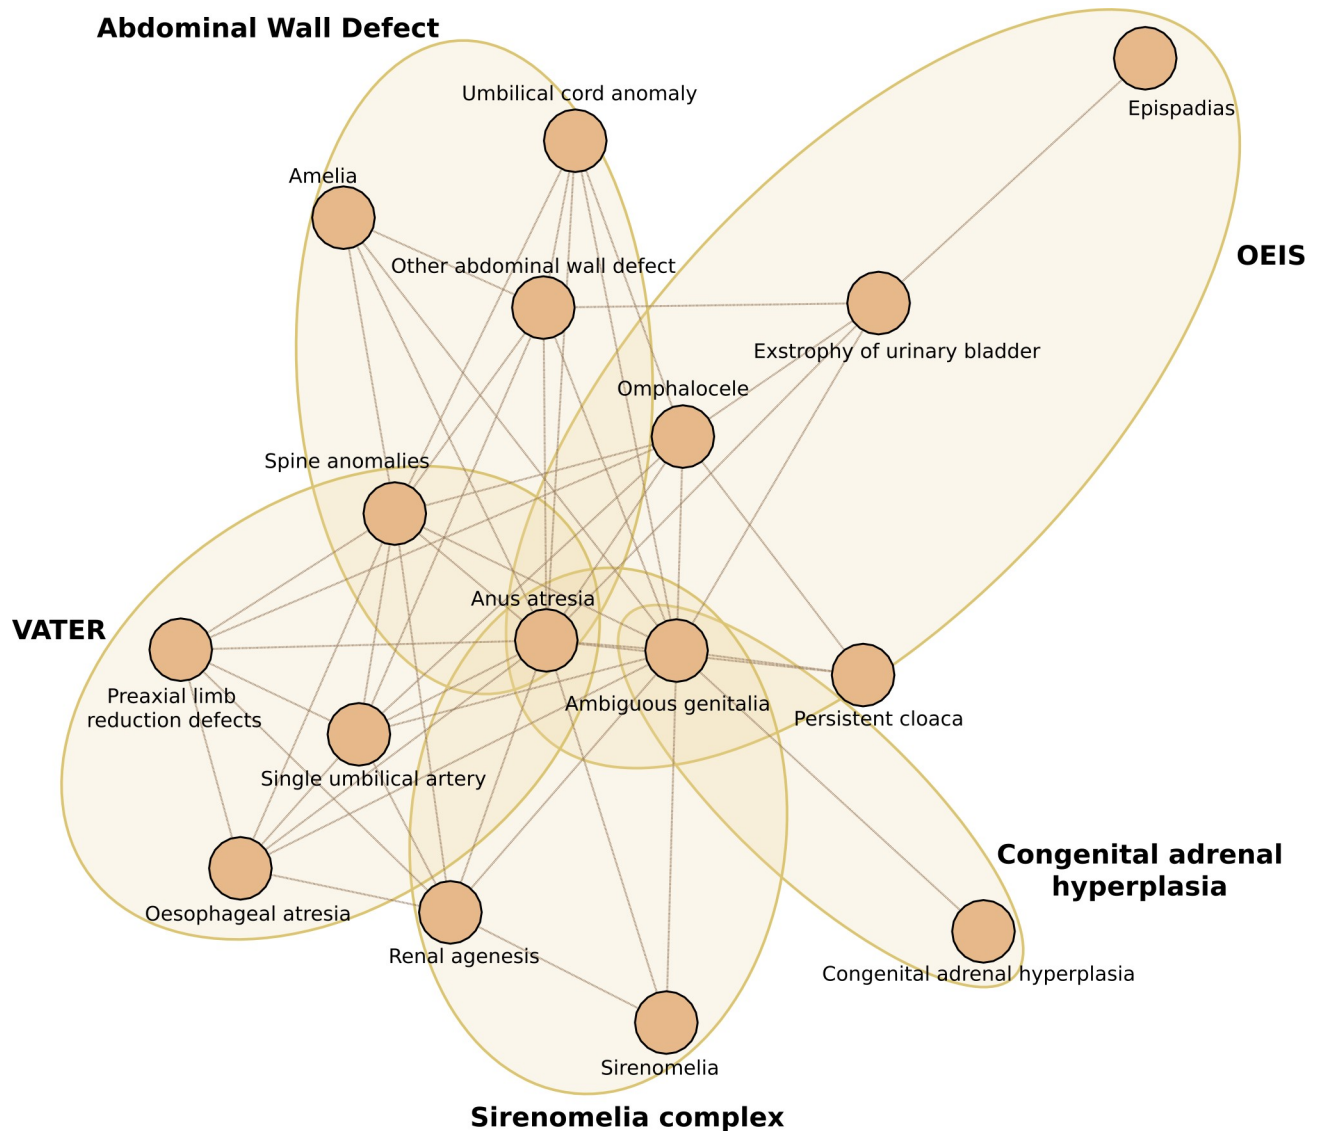 Abdominal Wall Defect
Umbilical cord anomaly
Epispadias
Amelia
OEIS
Other abdominal wall defect
Exstrophy of urinary bladder
Omphalocele
Spine anomalies
Anus atresia
VATER
Preaxial limb
reduction defects
Ambiguous genitalia
Persistent cloaca
Single umbilical artery
Congenital adrenal
hyperplasia
Oesophageal atresia
Renal agenesis
Congenital adrenal hyperplasia
Sirenomelia
Sirenomelia complex